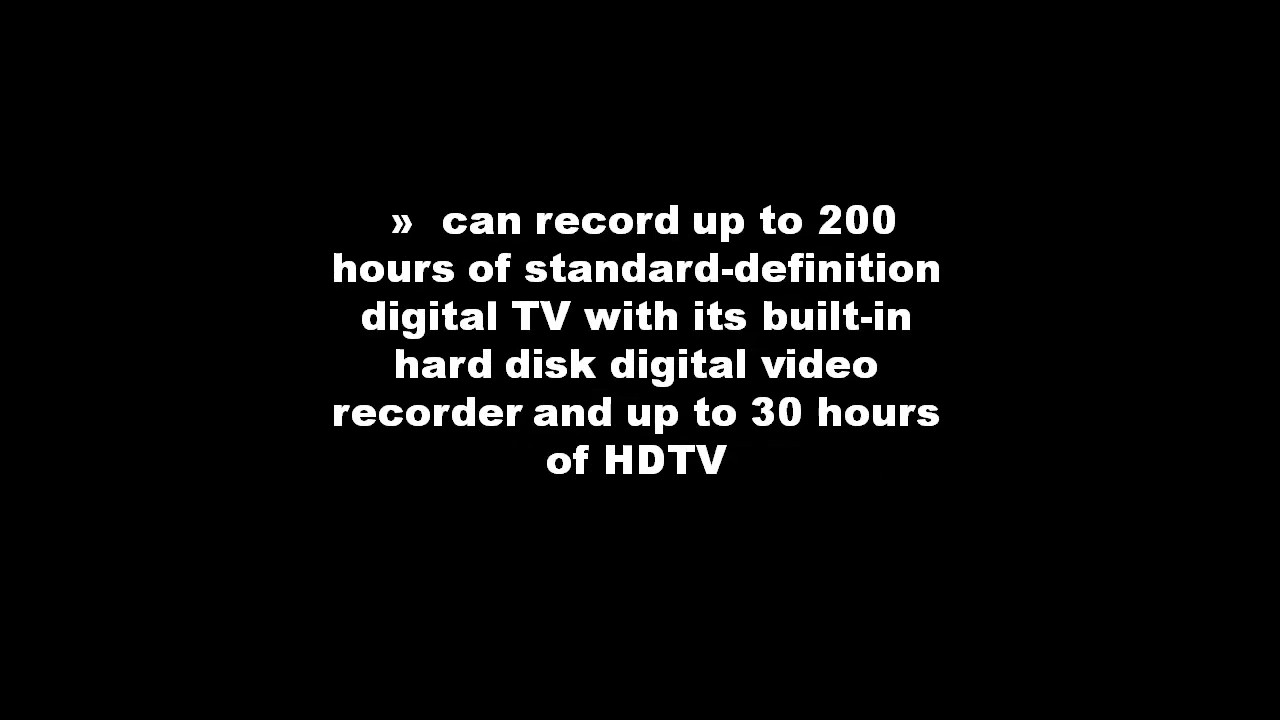 » can record up to 200
hours of standard-definition
digital TV with its built-in
hard disk digital video
recorder and up to 30 hours
of HDTV